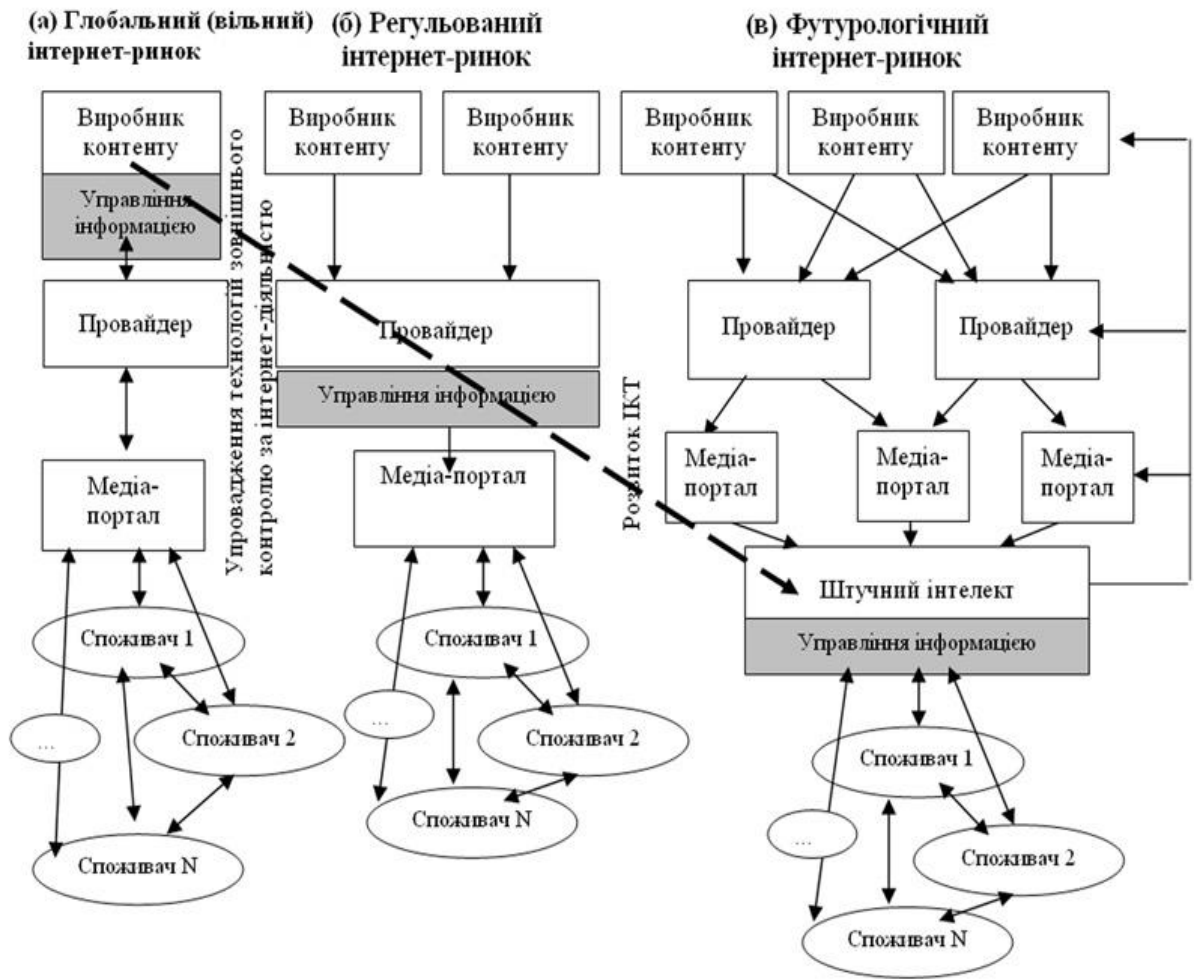 (а) Глобальний (вільний)
інтернет-ринок
Виробник
контенту
Управління
інформацією
Провайдер
Медіа-
портал
Споживач 1
...
Споживач 2
Споживач N
Упровадження технологій зовнішнього
контролю за інтернет-діяльністю
(б) Регульований
інтернет-ринок
Виробник
контенту
Виробник
контенту
Провайдер
Управління інформацією
Медіа-портал
Споживач 1
...
Споживач 2
Споживач N
Розвиток ІКТ
(в) Футурологічний
інтернет-ринок
Виробник
контенту
Виробник
контенту
Виробник
контенту
Провайдер
Провайдер
Медіа-
портал
Медіа-
портал
Медіа-
портал
Штучний інтелект
Управління інформацією
Споживач 1
...
Споживач 2
Споживач N